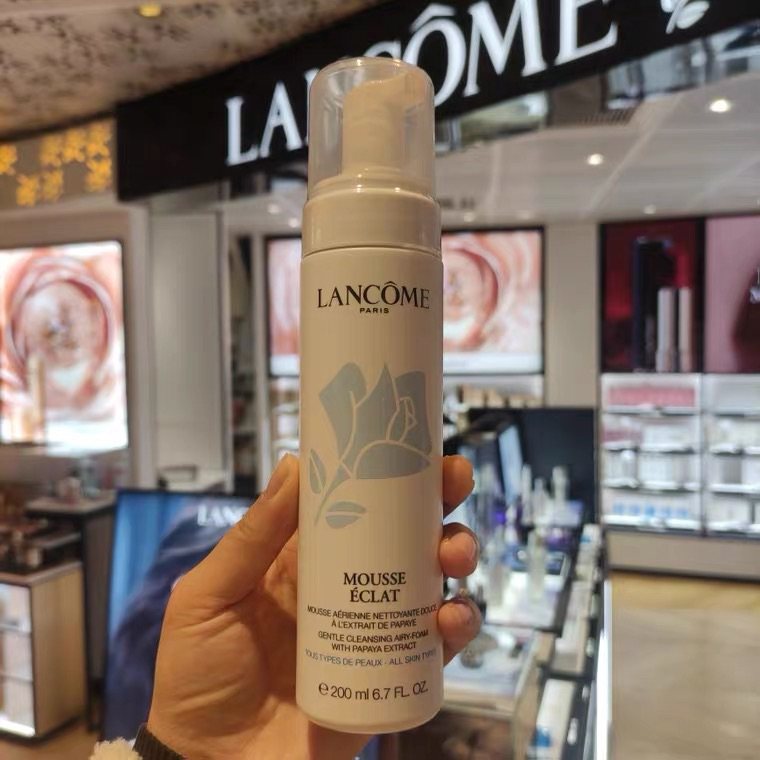 LANCÔME
LANCÔME
PARIS
MOUSSE
ÉCLAT
MOUSSE AÉRIENNE NETTOYANTE DOUCE
À L'EXTRAIT DE PAPAYE
GENTLE CLEANSING AIRY-FOAM
WITH PAPAYA EXTRACT
TOUS TYPES DE PEAUX - ALL SKIN TYPES
e 200 ml 6.7 FL. OZ.